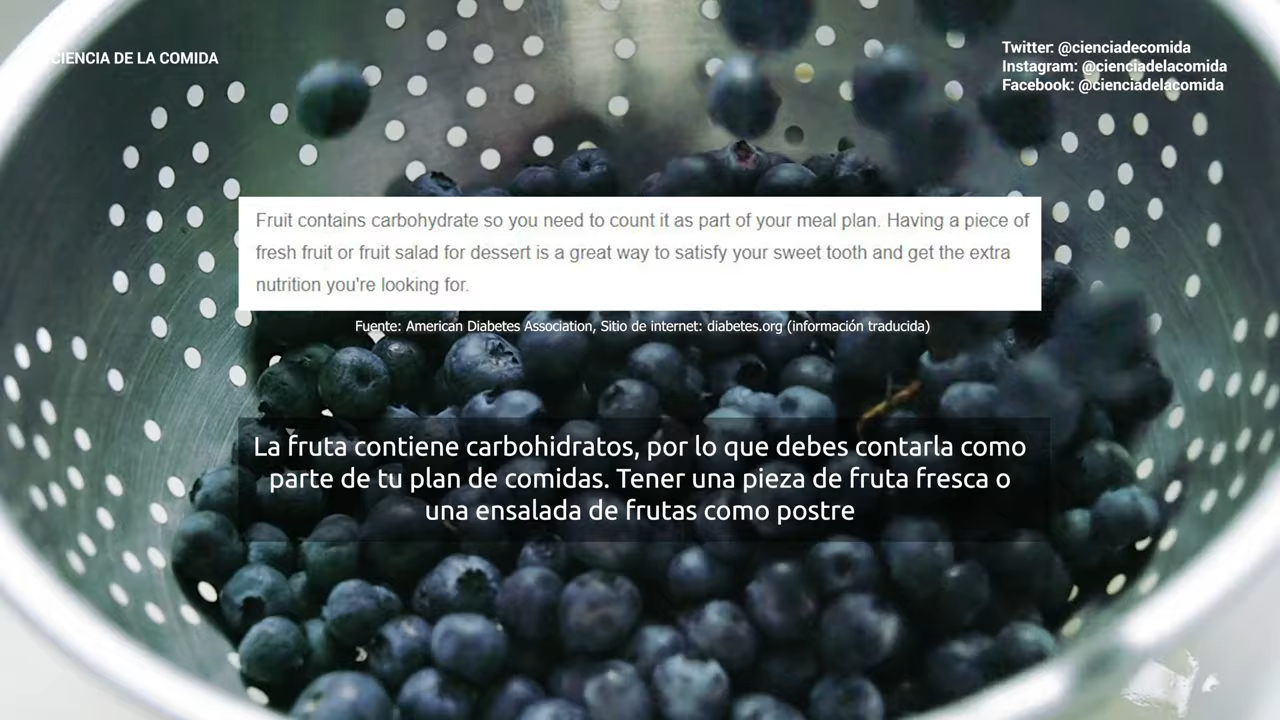 CIENCIA DE LA COMIDA
Twitter: @cienciadecomida
Instagram: @cienciadelacomida
Facebook: @cienciadelacomida
Fruit contains carbohydrate so you need to count it as part of your meal plan. Having a piece of
fresh fruit or fruit salad for dessert is a great way to satisfy your sweet tooth and get the extra
nutrition you're looking for.
Fuente: American Diabetes Association, Sitio de internet: diabetes.org (información traducida)
La fruta contiene carbohidratos, por lo que debes contarla como
parte de tu plan de comidas. Tener una pieza de fruta fresca o
una ensalada de frutas como postre